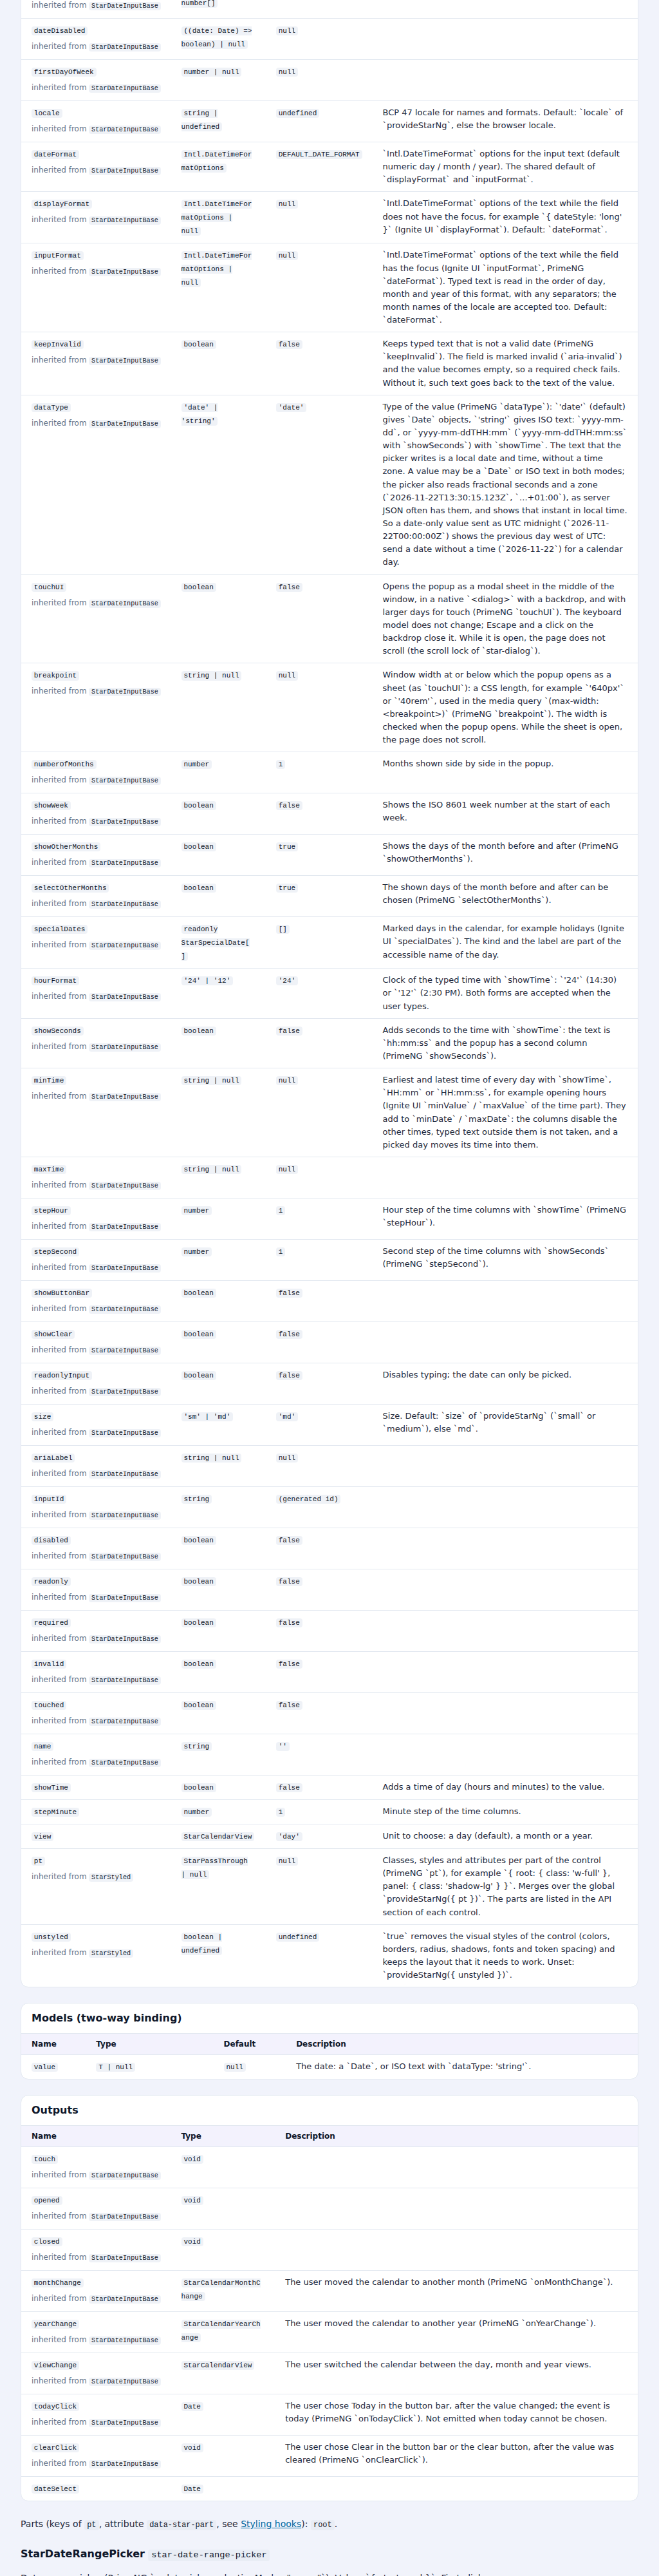 inherited from StarDateInputBase number[]
dateDisabled ((date: Date) => boolean) | null null
inherited from StarDateInputBase
firstDayOfWeek number | null null
inherited from StarDateInputBase
locale string | undefined undefined BCP 47 locale for names and formats. Default: `locale` of `provideStarNg`, else the browser locale.
inherited from StarDateInputBase
dateFormat Intl.DateTimeFormatOptions DEFAULT_DATE_FORMAT `Intl.DateTimeFormat` options for the input text (default numeric day / month / year). The shared default of `displayFormat` and `inputFormat`.
inherited from StarDateInputBase
displayFormat Intl.DateTimeFormatOptions | null null `Intl.DateTimeFormat` options of the text while the field does not have the focus, for example `{ dateStyle: 'long' }` (Ignite UI `displayFormat`). Default: `dateFormat`.
inherited from StarDateInputBase
inputFormat Intl.DateTimeFormatOptions | null null `Intl.DateTimeFormat` options of the text while the field has the focus (Ignite UI `inputFormat`, PrimeNG `dateFormat`). Typed text is read in the order of day, month and year of this format, with any separators; the month names of the locale are accepted too. Default: `dateFormat`.
inherited from StarDateInputBase
keepInvalid boolean false Keeps typed text that is not a valid date (PrimeNG `keepInvalid`). The field is marked invalid (`aria-invalid`) and the value becomes empty, so a required check fails. Without it, such text goes back to the text of the value.
inherited from StarDateInputBase
dataType 'date' | 'string' 'date' Type of the value (PrimeNG `dataType`): `'date'` (default) gives `Date` objects, `'string'` gives ISO text: `yyyy-mm-dd`, or `yyyy-mm-ddTHH:mm` (`yyyy-mm-ddTHH:mm:ss` with `showSeconds`) with `showTime`. The text that the picker writes is a local date and time, without a time zone. A value may be a `Date` or ISO text in both modes; the picker also reads fractional seconds and a zone (`2026-11-22T13:30:15.123Z`, `...+01:00`), as server JSON often has them, and shows that instant in local time. So a date-only value sent as UTC midnight (`2026-11-22T00:00:00Z`) shows the previous day west of UTC: send a date without a time (`2026-11-22`) for a calendar day.
inherited from StarDateInputBase
touchUI boolean false Opens the popup as a modal sheet in the middle of the window, in a native `<dialog>` with a backdrop, and with larger days for touch (PrimeNG `touchUI`). The keyboard model does not change; Escape and a click on the backdrop close it. While it is open, the page does not scroll (the scroll lock of `star-dialog`).
inherited from StarDateInputBase
breakpoint string | null null Window width at or below which the popup opens as a sheet (as `touchUI`): a CSS length, for example `'640px'` or `'40rem'`, used in the media query `(max-width: <breakpoint>)` (PrimeNG `breakpoint`). The width is checked when the popup opens. While the sheet is open, the page does not scroll.
inherited from StarDateInputBase
numberOfMonths number 1 Months shown side by side in the popup.
inherited from StarDateInputBase
showWeek boolean false Shows the ISO 8601 week number at the start of each week.
inherited from StarDateInputBase
showOtherMonths boolean true Shows the days of the month before and after (PrimeNG `showOtherMonths`).
inherited from StarDateInputBase
selectOtherMonths boolean true The shown days of the month before and after can be chosen (PrimeNG `selectOtherMonths`).
inherited from StarDateInputBase
specialDates readonly StarSpecialDate[] [] Marked days in the calendar, for example holidays (Ignite UI `specialDates`). The kind and the label are part of the accessible name of the day.
inherited from StarDateInputBase
hourFormat '24' | '12' '24' Clock of the typed time with `showTime`: `'24'` (14:30) or `'12'` (2:30 PM). Both forms are accepted when the user types.
inherited from StarDateInputBase
showSeconds boolean false Adds seconds to the time with `showTime`: the text is `hh:mm:ss` and the popup has a second column (PrimeNG `showSeconds`).
inherited from StarDateInputBase
minTime string | null null Earliest and latest time of every day with `showTime`, `HH:mm` or `HH:mm:ss`, for example opening hours (Ignite UI `minValue` / `maxValue` of the time part). They add to `minDate` / `maxDate`: the columns disable the other times, typed text outside them is not taken, and a picked day moves its time into them.
inherited from StarDateInputBase
maxTime string | null null
inherited from StarDateInputBase
stepHour number 1 Hour step of the time columns with `showTime` (PrimeNG `stepHour`).
inherited from StarDateInputBase
stepSecond number 1 Second step of the time columns with `showSeconds` (PrimeNG `stepSecond`).
inherited from StarDateInputBase
showButtonBar boolean false
inherited from StarDateInputBase
showClear boolean false
inherited from StarDateInputBase
readonlyInput boolean false Disables typing; the date can only be picked.
inherited from StarDateInputBase
size 'sm' | 'md' 'md' Size. Default: `size` of `provideStarNg` (`small` or `medium`), else `md`.
inherited from StarDateInputBase
ariaLabel string | null null
inherited from StarDateInputBase
inputId string (generated id)
inherited from StarDateInputBase
disabled boolean false
inherited from StarDateInputBase
readonly boolean false
inherited from StarDateInputBase
required boolean false
inherited from StarDateInputBase
invalid boolean false
inherited from StarDateInputBase
touched boolean false
inherited from StarDateInputBase
name string ''
inherited from StarDateInputBase
showTime boolean false Adds a time of day (hours and minutes) to the value.
stepMinute number 1 Minute step of the time columns.
view StarCalendarView 'day' Unit to choose: a day (default), a month or a year.
pt StarPassThrough | null null Classes, styles and attributes per part of the control (PrimeNG `pt`), for example `{ root: { class: 'w-full' }, panel: { class: 'shadow-lg' } }`. Merges over the global `provideStarNg({ pt })`. The parts are listed in the API section of each control.
inherited from StarStyled
unstyled boolean | undefined undefined `true` removes the visual styles of the control (colors, borders, radius, shadows, fonts and token spacing) and keeps the layout that it needs to work. Unset: `provideStarNg({ unstyled })`.
inherited from StarStyled
Models (two-way binding)
Name Type Default Description
value T | null null The date: a `Date`, or ISO text with `dataType: 'string'`.
Outputs
Name Type Description
touch void
inherited from StarDateInputBase
opened void
inherited from StarDateInputBase
closed void
inherited from StarDateInputBase
monthChange StarCalendarMonthChange The user moved the calendar to another month (PrimeNG `onMonthChange`).
inherited from StarDateInputBase
yearChange StarCalendarYearChange The user moved the calendar to another year (PrimeNG `onYearChange`).
inherited from StarDateInputBase
viewChange StarCalendarView The user switched the calendar between the day, month and year views.
inherited from StarDateInputBase
todayClick Date The user chose Today in the button bar, after the value changed; the event is today (PrimeNG `onTodayClick`). Not emitted when today cannot be chosen.
inherited from StarDateInputBase
clearClick void The user chose Clear in the button bar or the clear button, after the value was cleared (PrimeNG `onClearClick`).
inherited from StarDateInputBase
dateSelect Date
Parts (keys of pt, attribute data-star-part, see Styling hooks): root.
StarDateRangePicker star-date-range-picker